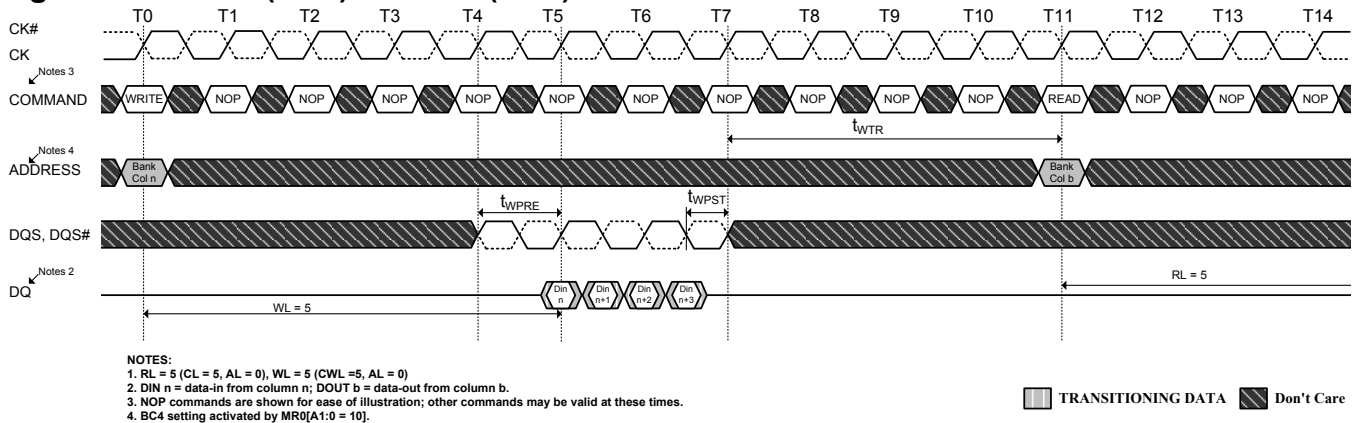 T0 T1 T2 T3 T4 T5 T6 T7 T8 T9 T10 T11 T12 T13 T14
CK#
CK
Notes 3
COMMAND WRITE NOP NOP NOP NOP NOP NOP NOP NOP NOP NOP READ NOP NOP NOP
tWTR
Notes 4
ADDRESS Bank Col n Bank Col b
tWPRE tWPST
DQS, DQS#
Notes 2
DQ Din n Din n+1 Din n+2 Din n+3
RL = 5
WL = 5
NOTES:
1. RL = 5 (CL = 5, AL = 0), WL = 5 (CWL =5, AL = 0)
2. DIN n = data-in from column n; DOUT b = data-out from column b.
3. NOP commands are shown for ease of illustration; other commands may be valid at these times.
4. BC4 setting activated by MR0[A1:0 = 10].
TRANSITIONING DATA Don't Care